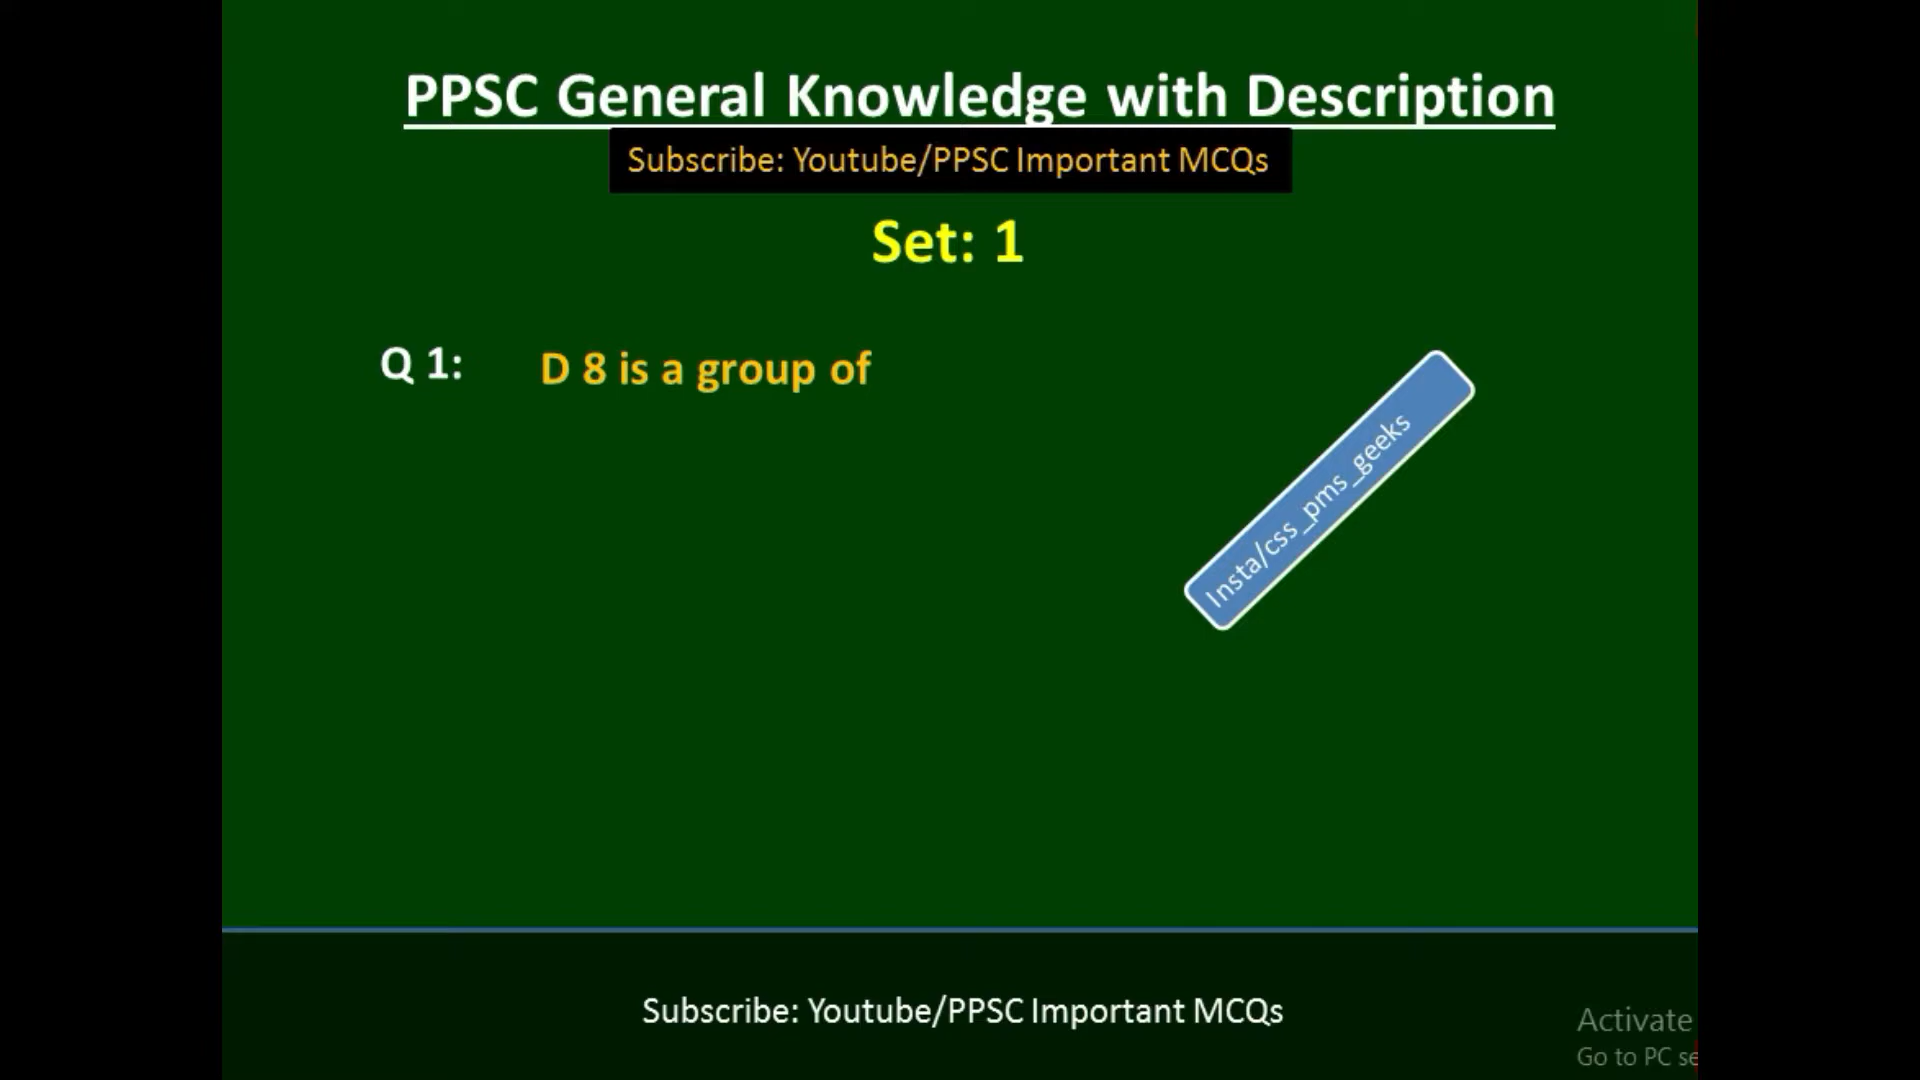 PPSC General Knowledge with Description
Subscribe: Youtube/PPSC Important MCQs
Set: 1
Q 1: D 8 is a group of
Insta/css_pms_geeks
Subscribe: Youtube/PPSC Important MCQs
Activate
Go to PC se